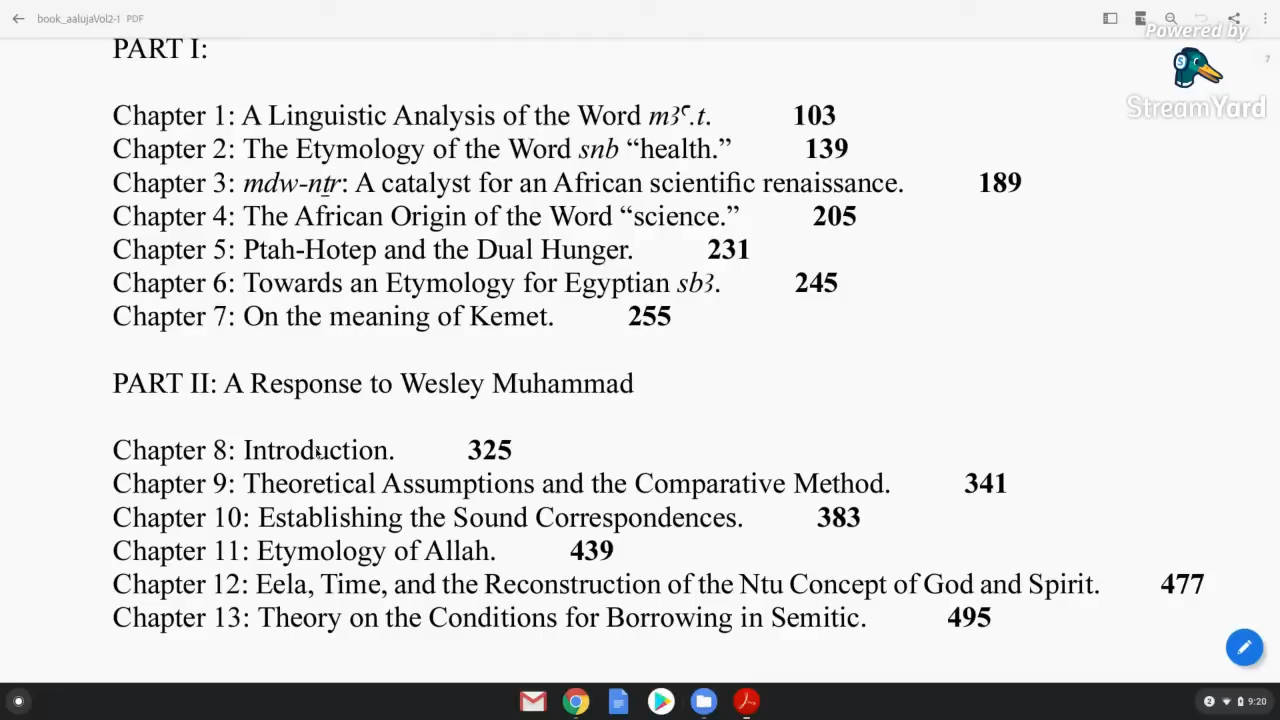 book_aalujaVol2-1 PDF
Powered by
StreamYard
7
PART I:
Chapter 1: A Linguistic Analysis of the Word mꜣꜥ.t. 103
Chapter 2: The Etymology of the Word snb “health.” 139
Chapter 3: mdw-nṯr: A catalyst for an African scientific renaissance. 189
Chapter 4: The African Origin of the Word “science.” 205
Chapter 5: Ptah-Hotep and the Dual Hunger. 231
Chapter 6: Towards an Etymology for Egyptian sbꜣ. 245
Chapter 7: On the meaning of Kemet. 255
PART II: A Response to Wesley Muhammad
Chapter 8: Introduction. 325
Chapter 9: Theoretical Assumptions and the Comparative Method. 341
Chapter 10: Establishing the Sound Correspondences. 383
Chapter 11: Etymology of Allah. 439
Chapter 12: Eela, Time, and the Reconstruction of the Ntu Concept of God and Spirit. 477
Chapter 13: Theory on the Conditions for Borrowing in Semitic. 495
2 9:20